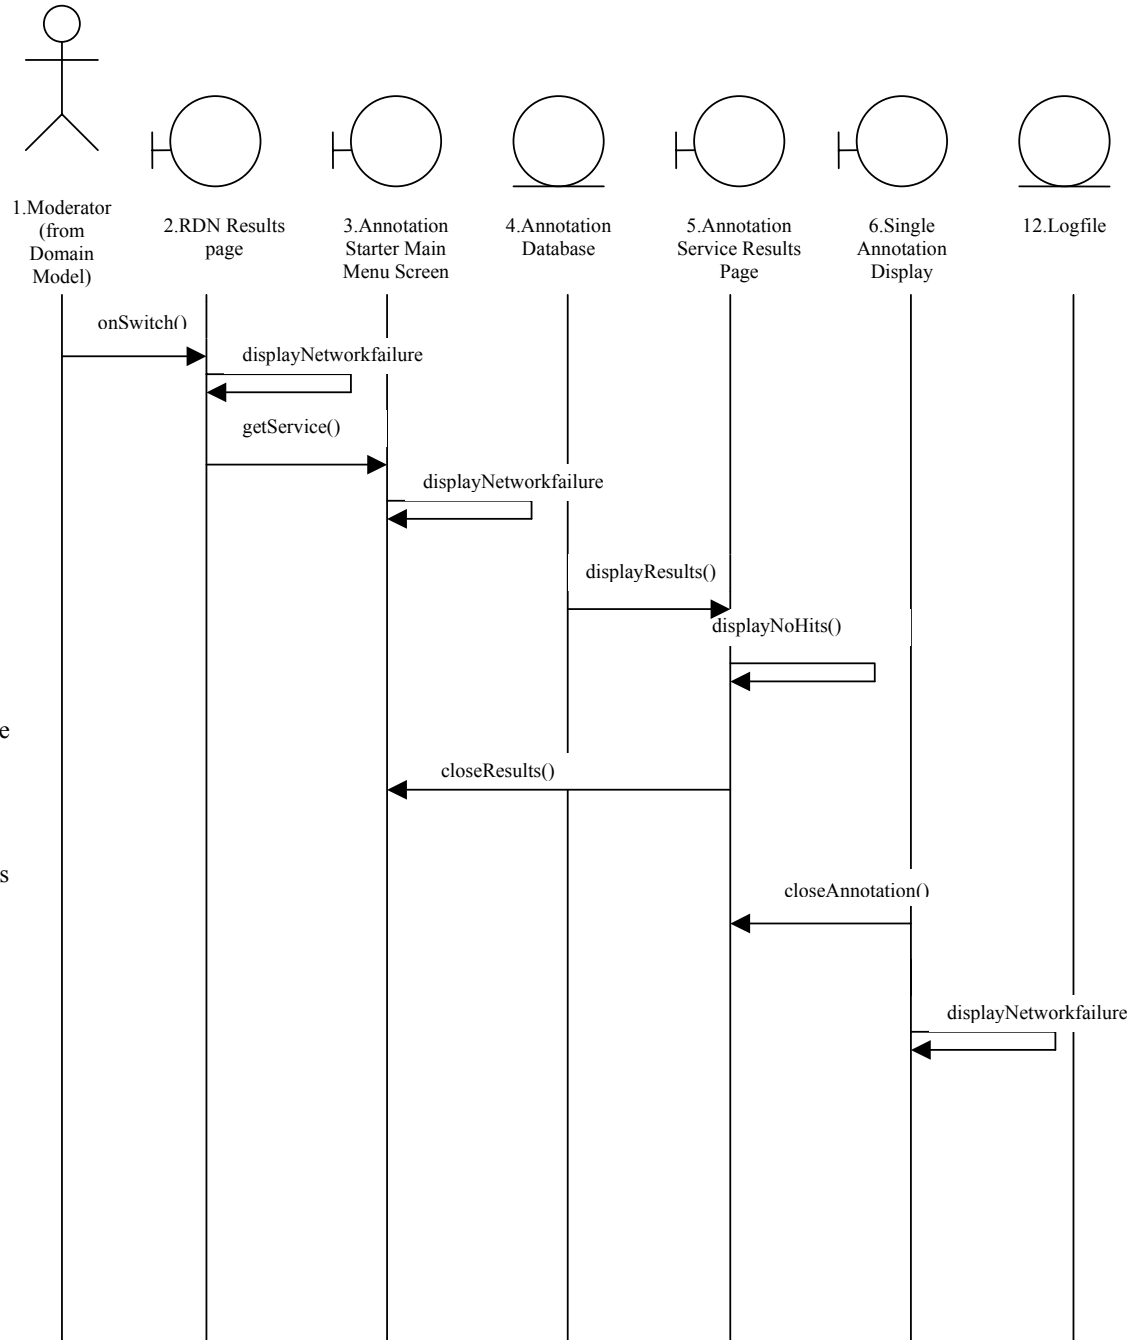 1.Moderator
(from
Domain
Model)
2.RDN Results
page
3.Annotation
Starter Main
Menu Screen
4.Annotation
Database
5.Annotation
Service Results
Page
6.Single
Annotation
Display
12.Logfile
onSwitch()
displayNetworkfailure
getService()
displayNetworkfailure
displayResults()
displayNoHits()
e
closeResults()
s
closeAnnotation()
displayNetworkfailure